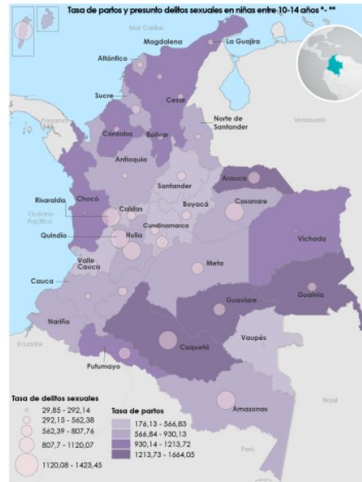 Tasa de partos y presunto delitos sexuales en niñas entre 10-14 años *- **
Mar Caribe
Magdalena
La Guajira
Atlántico
Sucre
Cesar
Panamá
Córdoba
Bolívar
Norte de
Santander
Venezuela
Antioquia
Arauca
Santander
Chocó
Risaralda
Caldas
Boyacá
Casanare
Océano
Pacífico
Cundinamarca
Quindío
Huila
Vichada
Valle
Cauca
Meta
Cauca
Guainía
Guaviare
Nariño
Vaupés
Ecuador
Caquetá
Putumayo
Brasil
Amazonas
Perú
Tasa de delitos sexuales
29,85 - 292,14
292,15 - 562,38
562,39 - 807,76
807,7 - 1120,07
1120,08 - 1423,45
Tasa de partos
176,13 - 566,83
566,84 - 930,13
930,14 - 1213,72
1213,73 - 1664,05